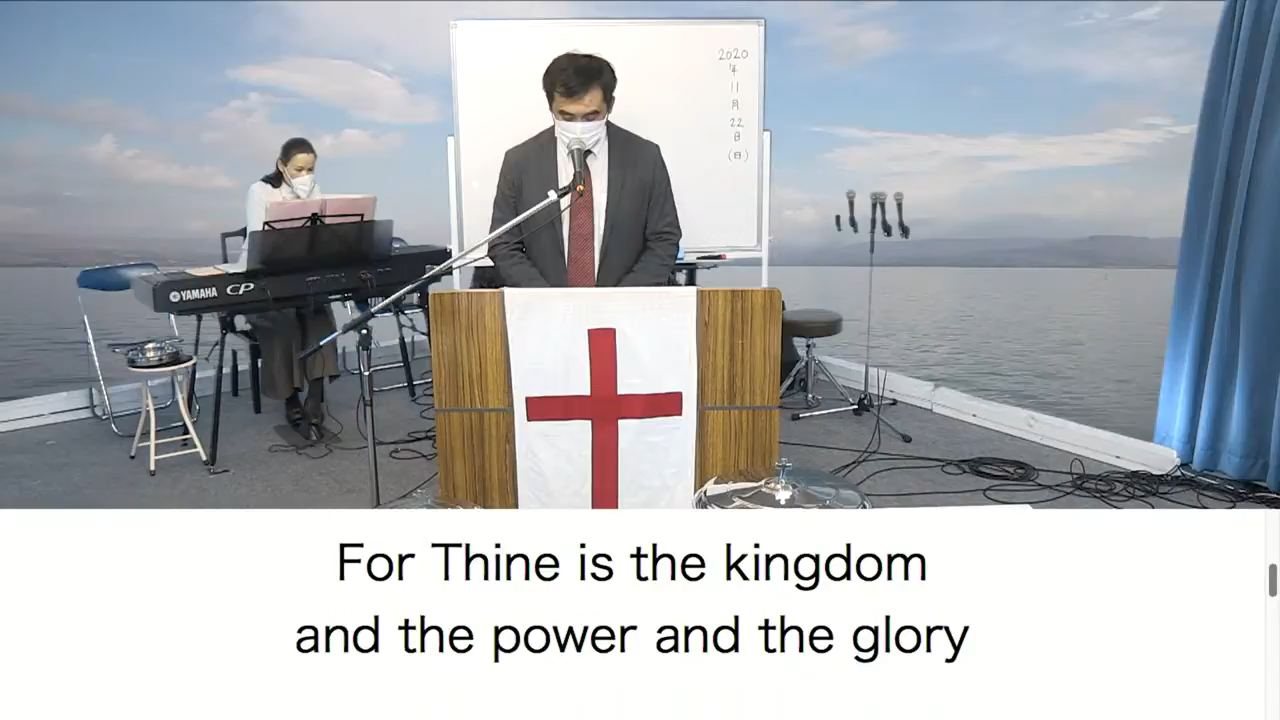 2020
年
11
月
22
日
(日)
YAMAHA CP
For Thine is the kingdom
and the power and the glory